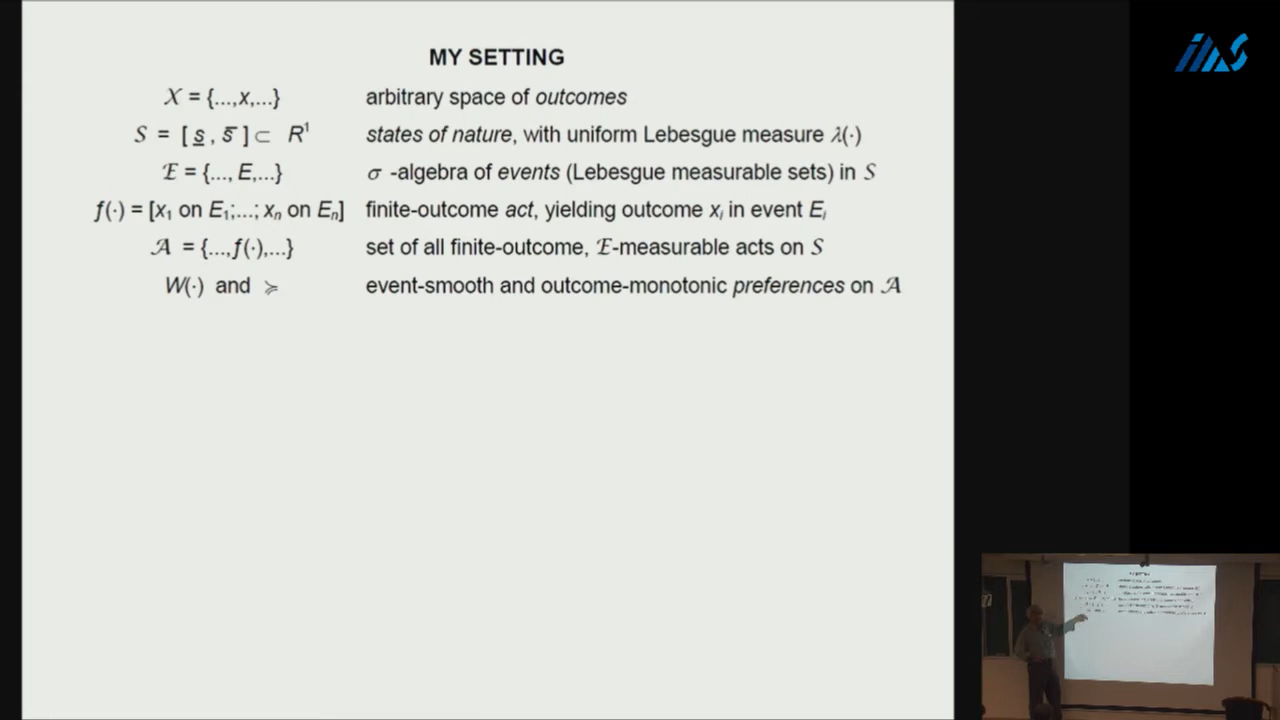 MY SETTING
X = {...,x,...} arbitrary space of outcomes
S = [s̲, s̅] ⊂ R¹ states of nature, with uniform Lebesgue measure λ(·)
ℰ = {..., E,...} σ -algebra of events (Lebesgue measurable sets) in S
f(·) = [x₁ on E₁;...; xₙ on Eₙ] finite-outcome act, yielding outcome xᵢ in event Eᵢ
𝒜 = {...,f(·),...} set of all finite-outcome, ℰ-measurable acts on S
W(·) and ≽ event-smooth and outcome-monotonic preferences on 𝒜